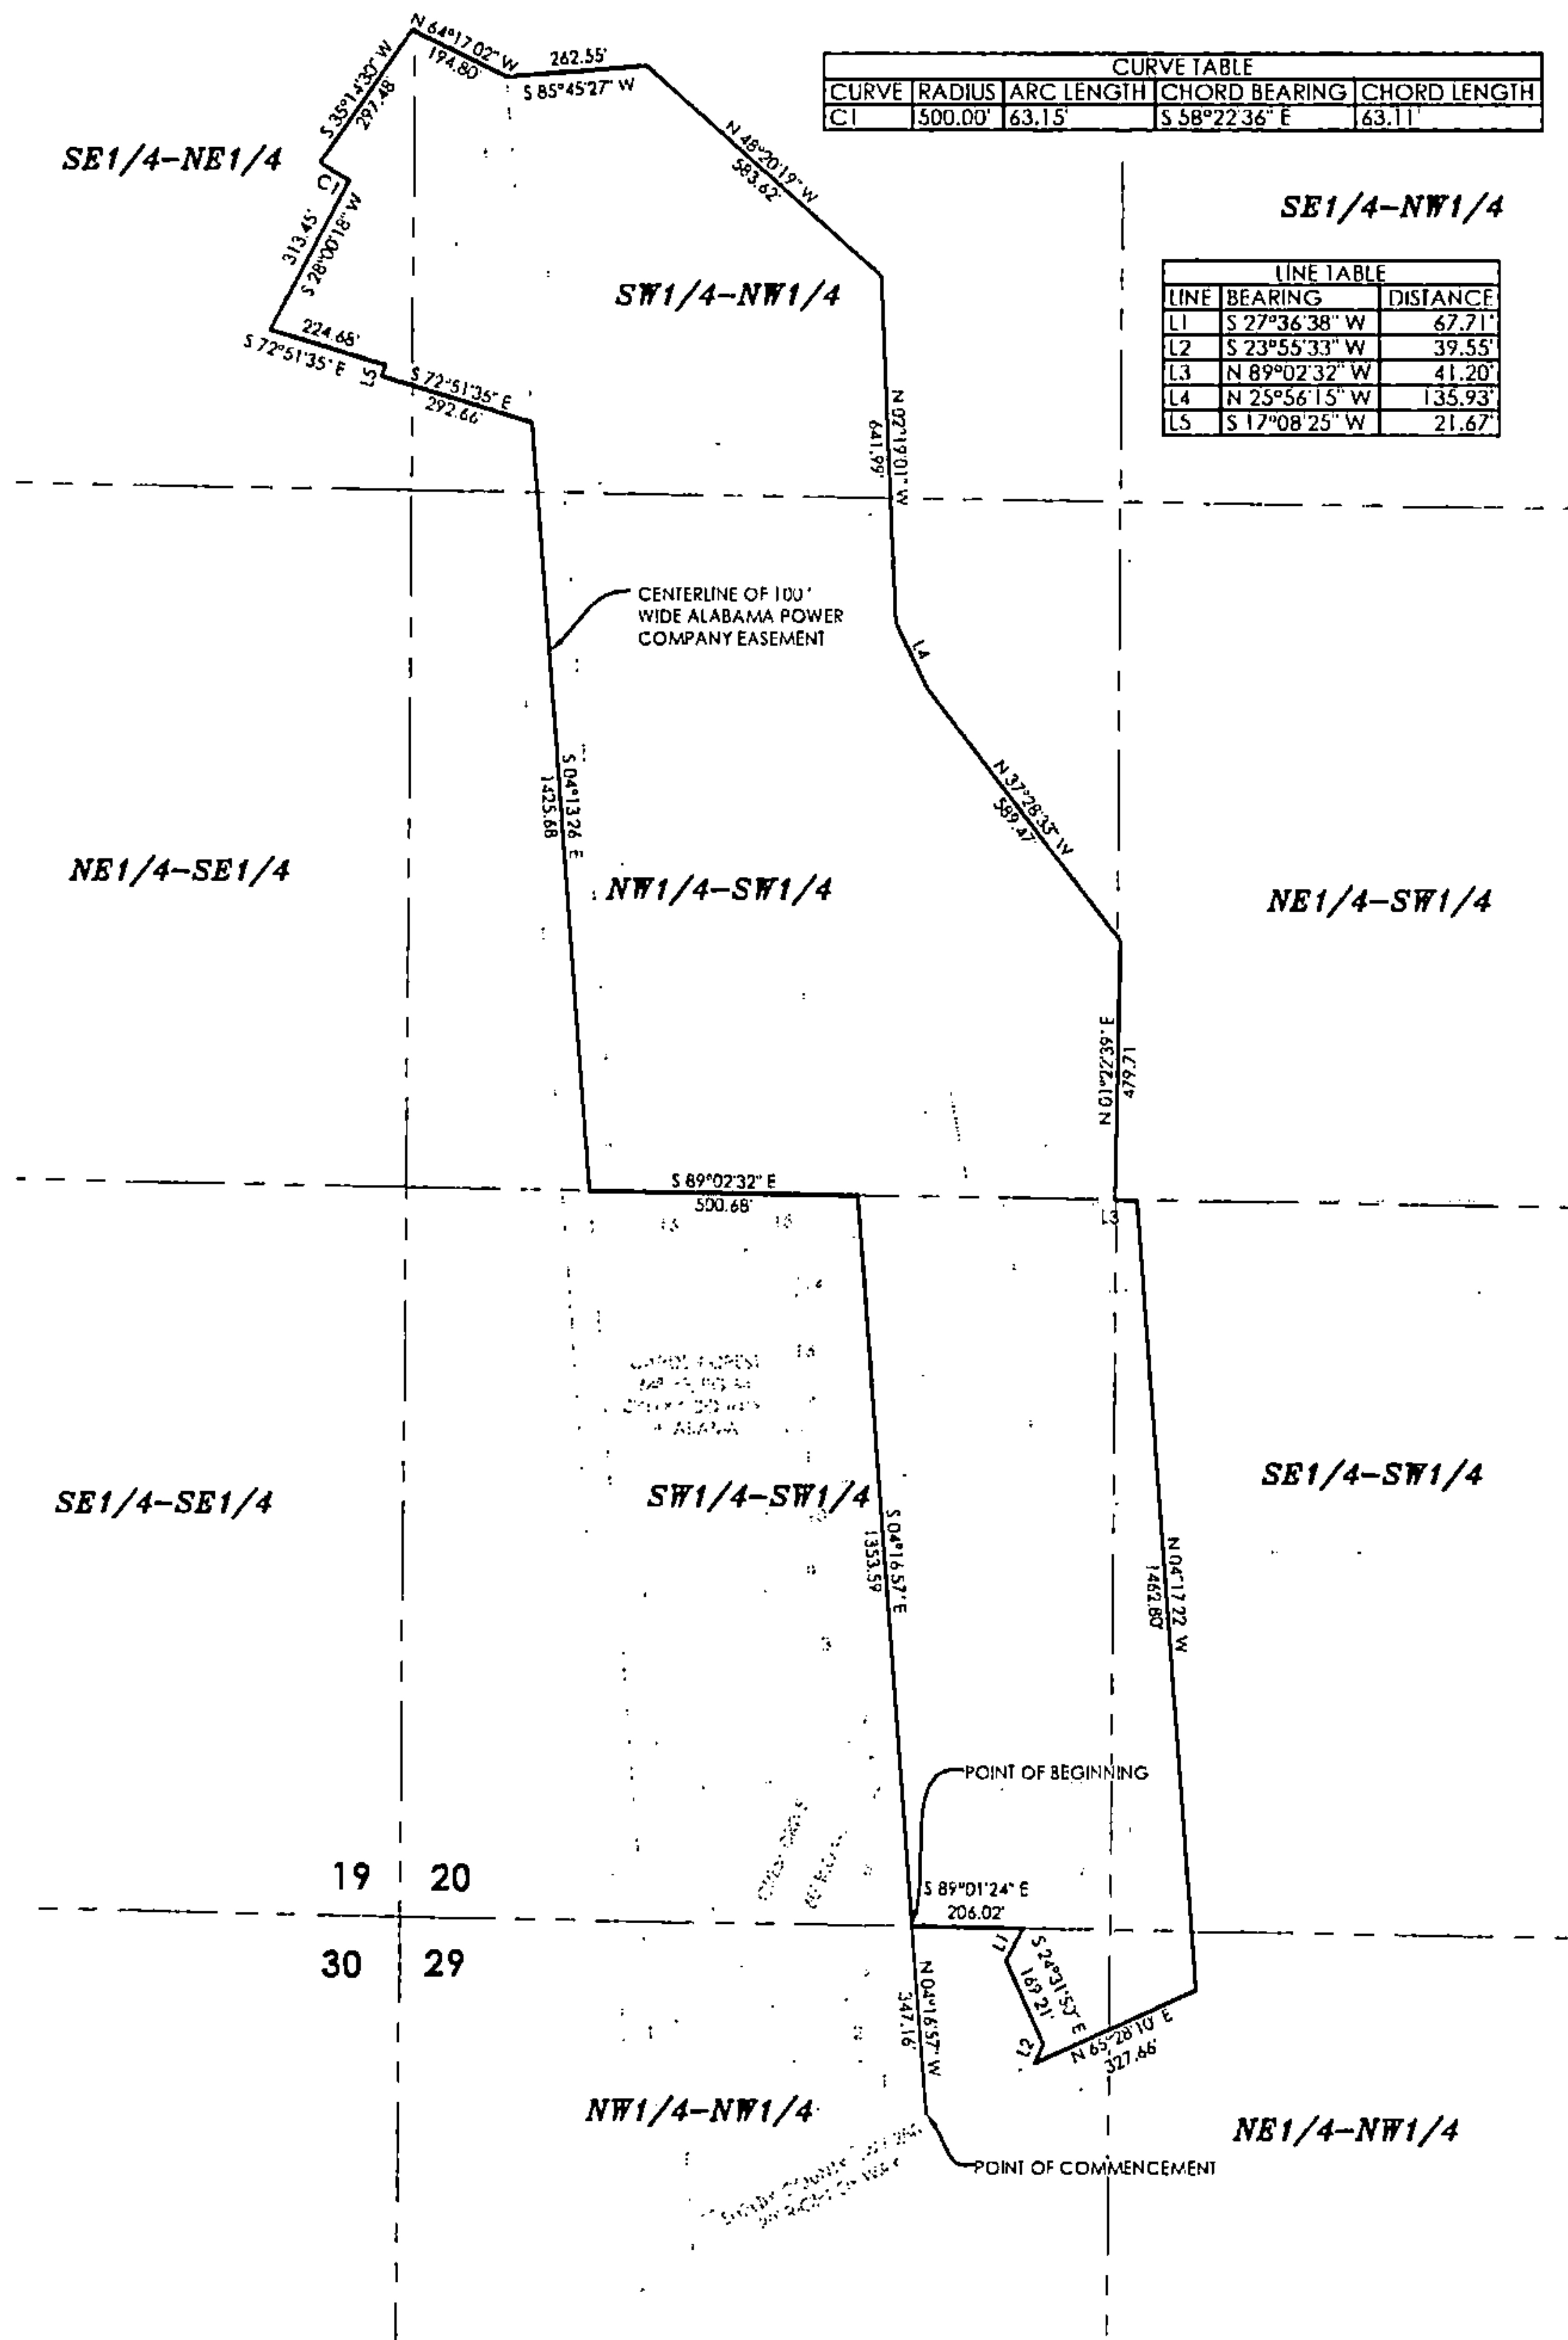 N 64°17'02" W
194.80'
262.55'
S 85°45'27" W
S 35°14'30" W
297.48'
CURVE TABLE
CURVE RADIUS ARC LENGTH CHORD BEARING CHORD LENGTH
C1 500.00' 63.15' S 58°22'36" E 63.11'
N 48°20'19" W
583.62'
SE1/4-NE1/4
C1
SE1/4-NW1/4
313.45'
S 28°00'18" W
SW1/4-NW1/4
LINE TABLE
LINE BEARING DISTANCE
L1 S 27°36'38" W 67.71'
L2 S 23°55'33" W 39.55'
L3 N 89°02'32" W 41.20'
L4 N 25°56'15" W 135.93'
L5 S 17°08'25" W 21.67'
224.68'
S 72°51'35" E
L5
S 72°51'35" E
292.66'
N 02°19'01" W
641.99'
CENTERLINE OF 100'
WIDE ALABAMA POWER
COMPANY EASEMENT
L4
S 04°13'26" E
1425.68
N 37°28'33" W
589.47'
NE1/4-SE1/4
NW1/4-SW1/4
NE1/4-SW1/4
N 01°22'39" E
479.71
S 89°02'32" E
500.68'
L3
SE1/4-SE1/4
SW1/4-SW1/4
SE1/4-SW1/4
S 04°16'57" E
1353.59
N 04°17'22" W
1462.80'
POINT OF BEGINNING
19 20
S 89°01'24" E
206.02'
30 29
L1
S 24°31'50" E
169.21'
N 04°16'57" W
347.16'
L2
N 65°28'10" E
327.66'
NW1/4-NW1/4
NE1/4-NW1/4
POINT OF COMMENCEMENT